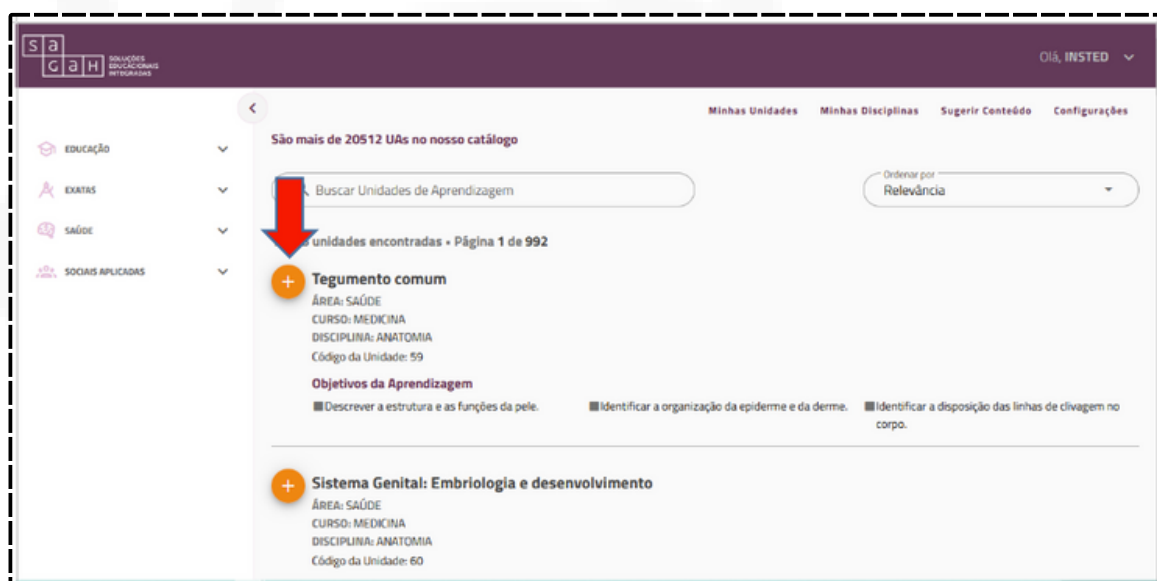 sagah SOLUÇÕES EDUCACIONAIS INTEGRADAS
Olá, INSTED
Minhas Unidades Minhas Disciplinas Sugerir Conteúdo Configurações
São mais de 20512 UAs no nosso catálogo
EDUCAÇÃO
EXATAS
SAÚDE
SOCIAIS APLICADAS
Buscar Unidades de Aprendizagem
Ordenar por
Relevância
unidades encontradas • Página 1 de 992
Tegumento comum
ÁREA: SAÚDE
CURSO: MEDICINA
DISCIPLINA: ANATOMIA
Código da Unidade: 59
Objetivos da Aprendizagem
Descrever a estrutura e as funções da pele.
Identificar a organização da epiderme e da derme.
Identificar a disposição das linhas de clivagem no
corpo.
Sistema Genital: Embriologia e desenvolvimento
ÁREA: SAÚDE
CURSO: MEDICINA
DISCIPLINA: ANATOMIA
Código da Unidade: 60